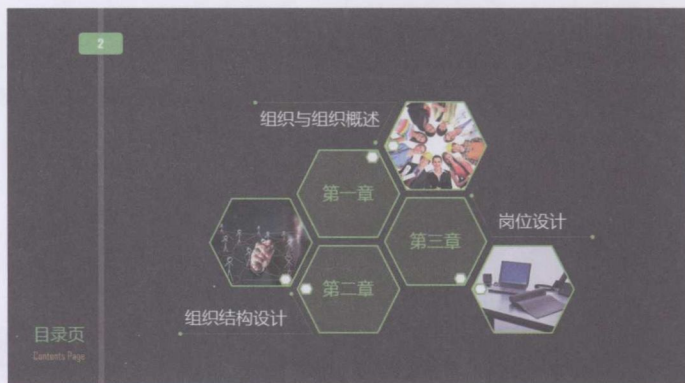 2
组织与组织概述
第一章
岗位设计
第三章
第二章
组织结构设计
目录页
Contents Page